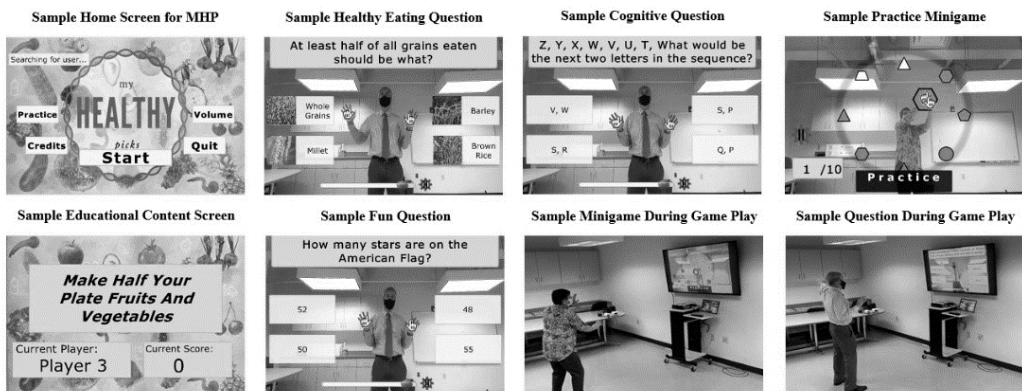 Sample Home Screen for MHP
Sample Healthy Eating Question
Sample Cognitive Question
Sample Practice Minigame
Searching for user...
my
HEALTHY
picks
Practice
Volume
Credits
Quit
Start
At least half of all grains eaten
should be what?
Whole
Grains
Barley
Millet
Brown
Rice
Z, Y, X, W, V, U, T, What would be
the next two letters in the sequence?
V, W
S, P
S, R
Q, P
1 /10
Practice
Sample Educational Content Screen
Sample Fun Question
Sample Minigame During Game Play
Sample Question During Game Play
Make Half Your
Plate Fruits And
Vegetables
Current Player:
Player 3
Current Score:
0
How many stars are on the
American Flag?
52
48
50
55